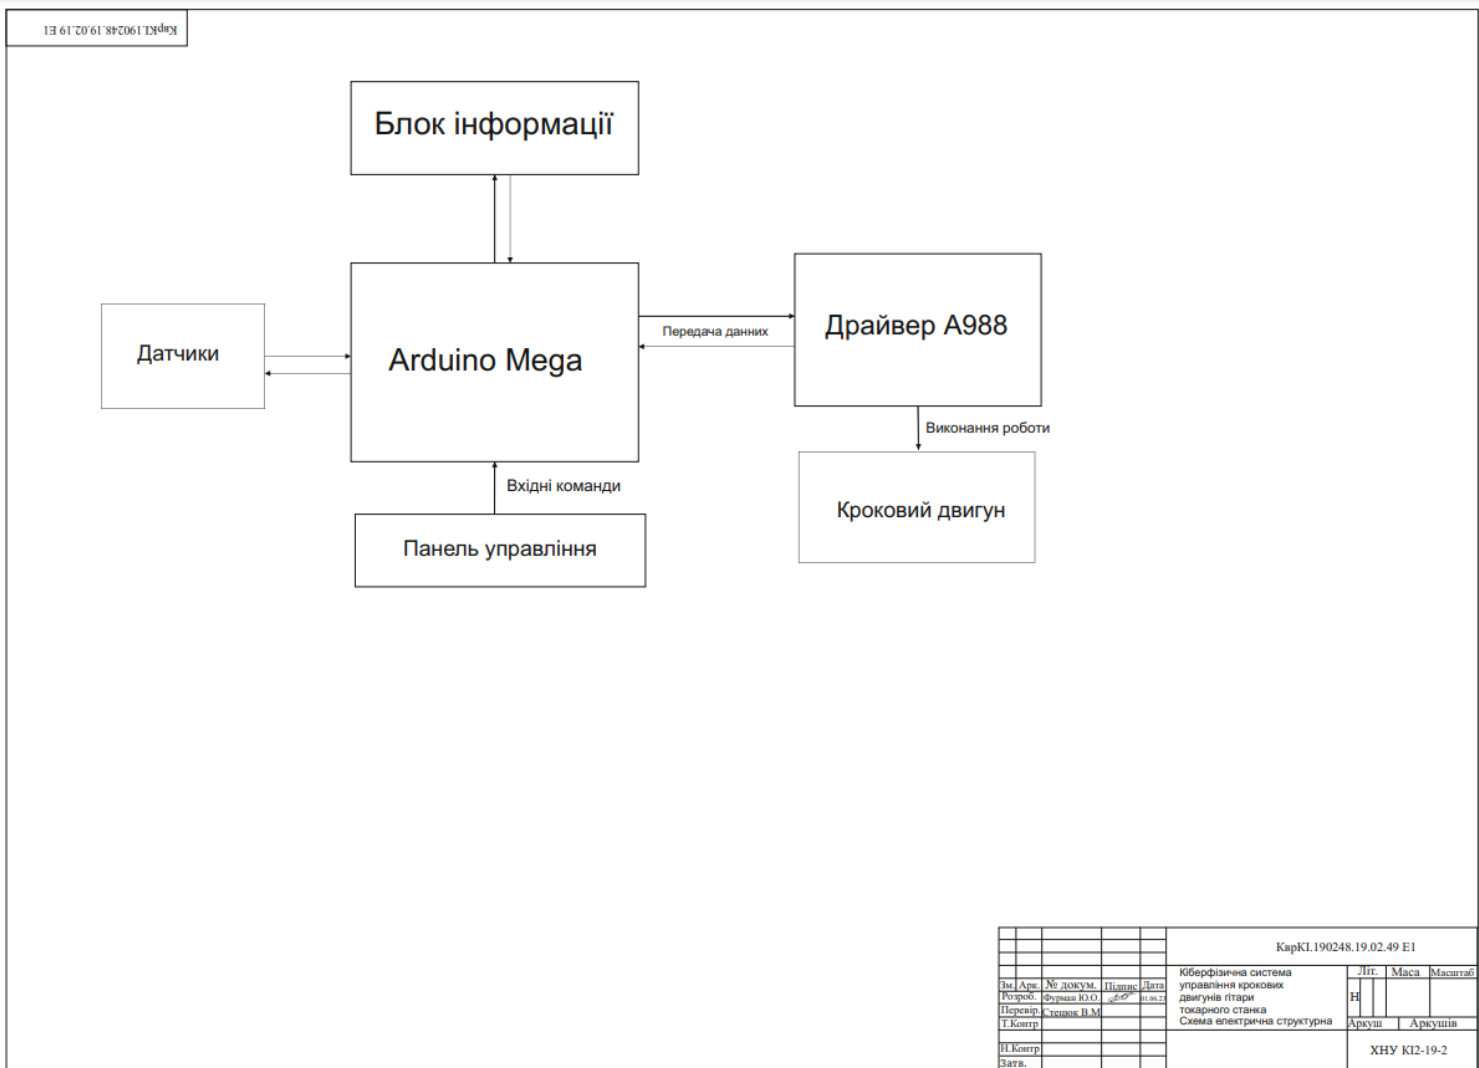 КврКІ.190248.19.02.19 Е1
Блок інформації
Датчики
Arduino Mega
Передача данних
Драйвер А988
Виконання роботи
Кроковий двигун
Вхідні команди
Панель управління
КврКІ.190248.19.02.49 Е1
Зм. Арк. № докум. Підпис Дата
Розроб. Фурман Ю.О. 01.06.23
Перевір. Стецюк В.М
Т.Контр
Н.Контр
Затв.
Кіберфізична система
управління крокових
двигунів гітари
токарного станка
Схема електрична структурна
Літ. Маса Масштаб
Н
Аркуш Аркушів
ХНУ КІ2-19-2